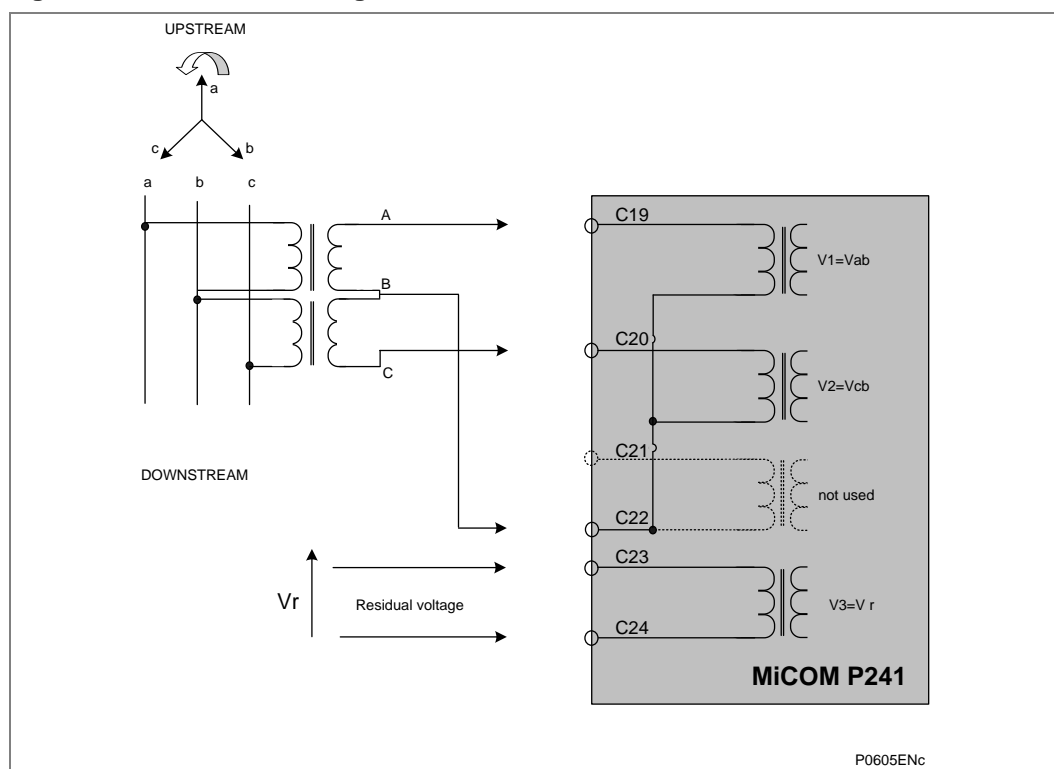 UPSTREAM
a
c
b
a b c
A
B
C
DOWNSTREAM
Vr
Residual voltage
C19
V1=Vab
C20
V2=Vcb
C21
not used
C22
C23
V3=V r
C24
MiCOM P241
P0605ENc